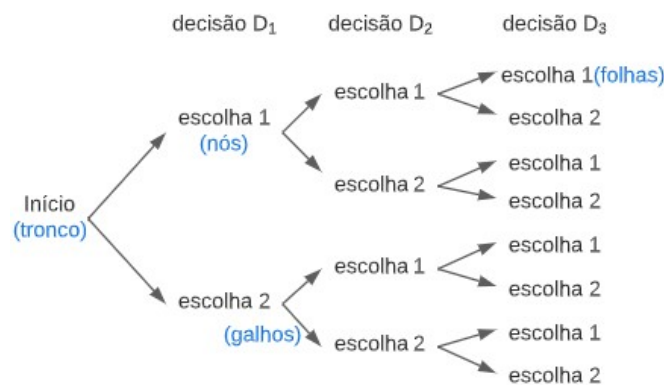 decisão D₁ decisão D₂ decisão D₃
escolha 1 (folhas)
escolha 1
escolha 1
escolha 2
(nós)
escolha 1
escolha 2
escolha 2
Início
(tronco)
escolha 1
escolha 1
escolha 2
escolha 2
(galhos)
escolha 1
escolha 2
escolha 2